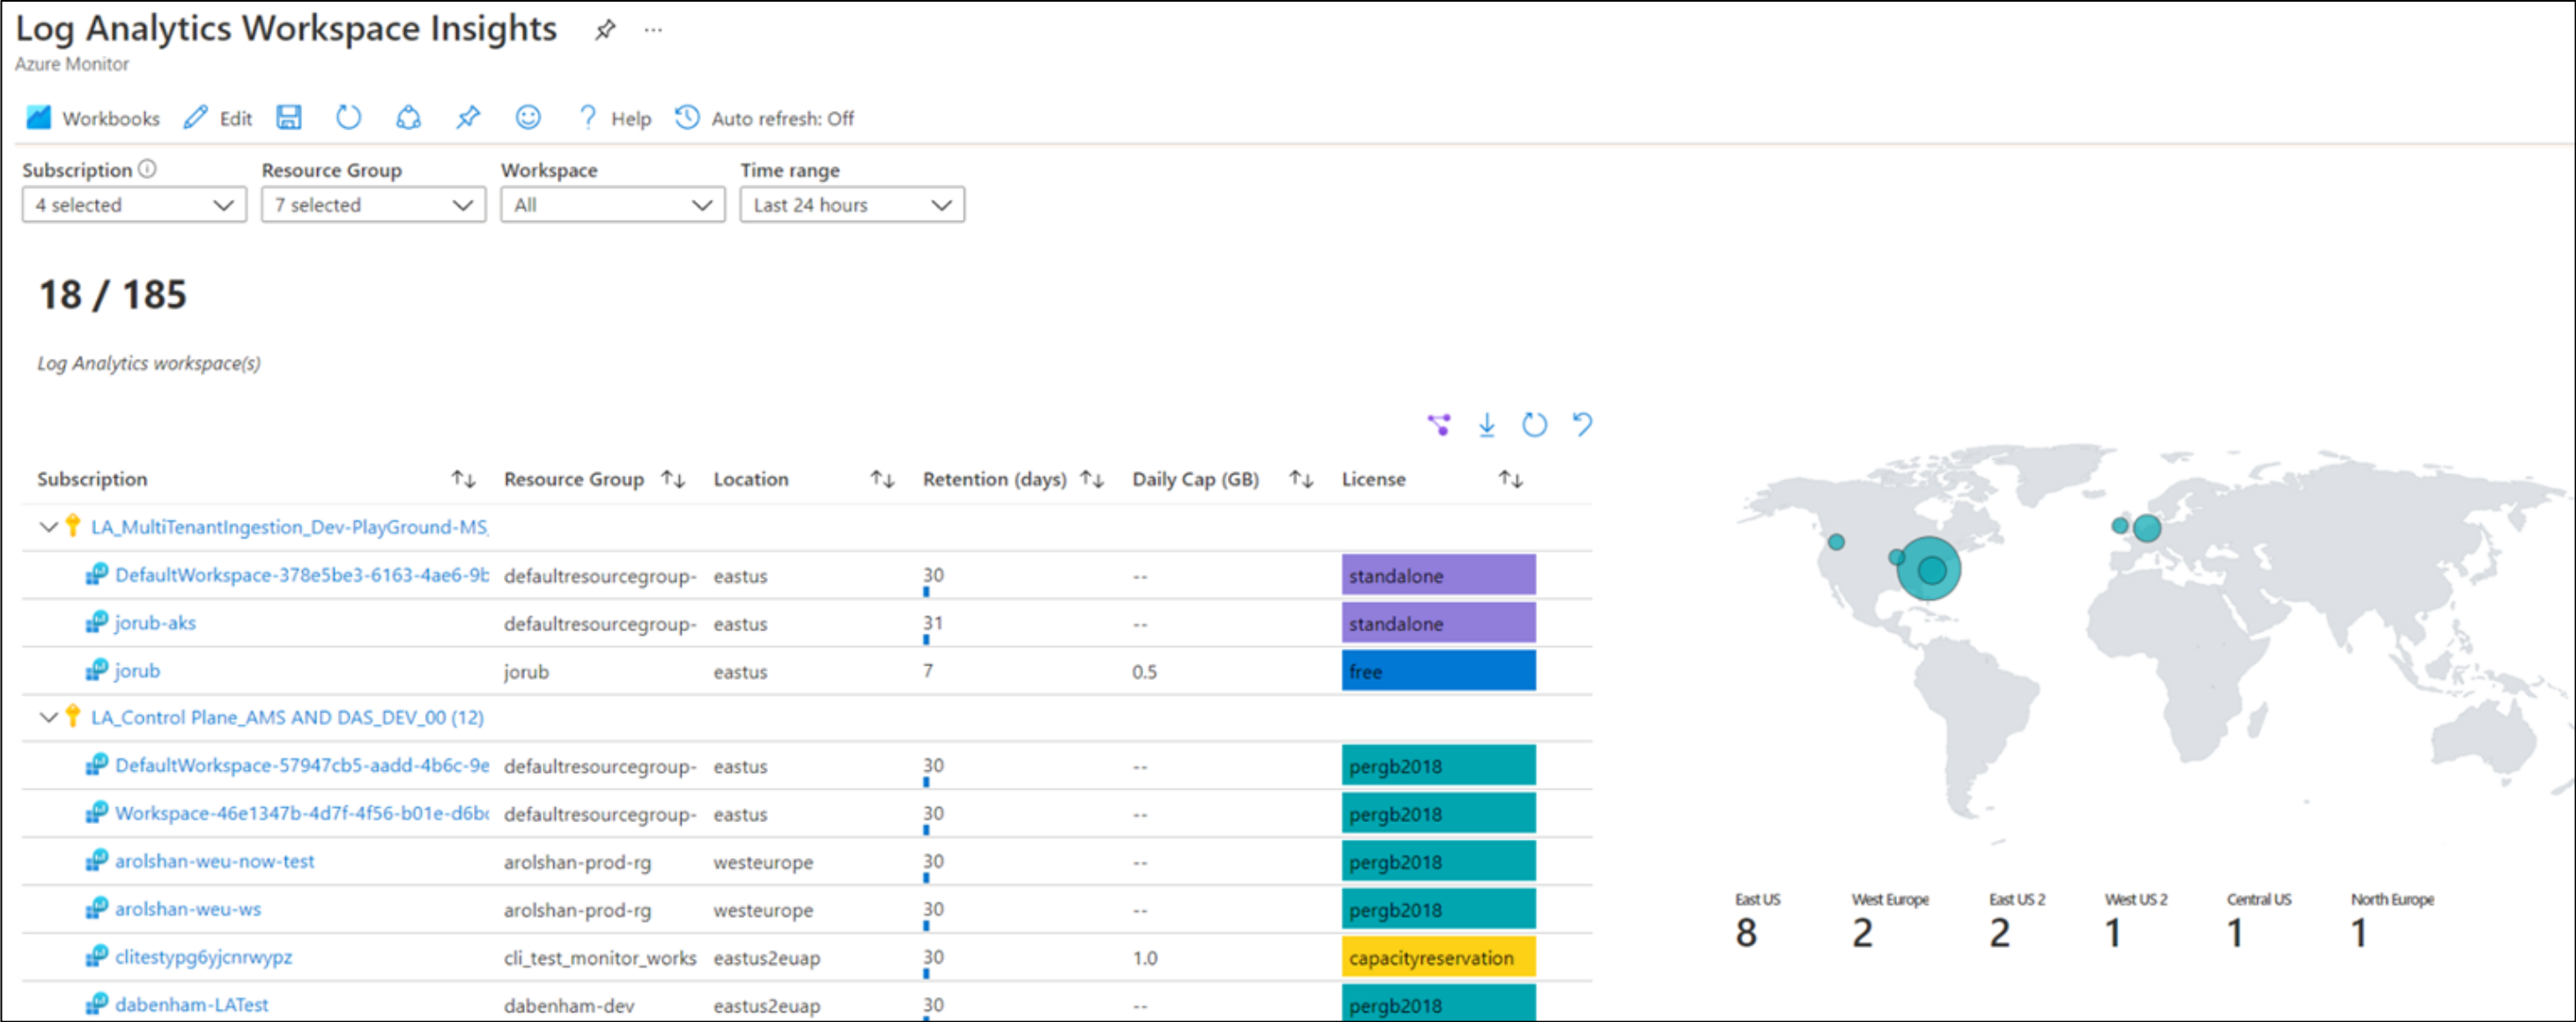 Log Analytics Workspace Insights ...
Azure Monitor
Workbooks Edit Help Auto refresh: Off
Subscription Resource Group Workspace Time range
4 selected 7 selected All Last 24 hours
18 / 185
Log Analytics workspace(s)
Subscription Resource Group Location Retention (days) Daily Cap (GB) License
LA_MultiTenantIngestion_Dev-PlayGround-MS
DefaultWorkspace-378e5be3-6163-4ae6-9b defaultresourcegroup- eastus 30 -- standalone
jorub-aks defaultresourcegroup- eastus 31 -- standalone
jorub jorub eastus 7 0.5 free
LA_Control Plane_AMS AND DAS_DEV_00 (12)
DefaultWorkspace-57947cb5-aadd-4b6c-9e defaultresourcegroup- eastus 30 -- pergb2018
Workspace-46e1347b-4d7f-4f56-b01e-d6b defaultresourcegroup- eastus 30 -- pergb2018
arolshan-weu-now-test arolshan-prod-rg westeurope 30 -- pergb2018
arolshan-weu-ws arolshan-prod-rg westeurope 30 -- pergb2018
clitestypg6yjcnrwypz cli_test_monitor_works eastus2euap 30 1.0 capacityreservation
dabenham-LATest dabenham-dev eastus2euap 30 -- pergb2018
East US West Europe East US 2 West US 2 Central US North Europe
8 2 2 1 1 1